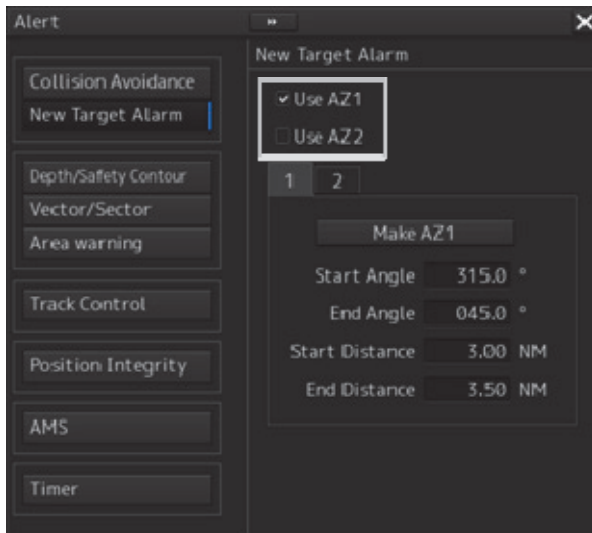 Alert
New Target Alarm
Collision Avoidance
New Target Alarm
Depth/Safety Contour
Vector/Sector
Area warning
Track Control
Position Integrity
AMS
Timer
Use AZ1
Use AZ2
1 2
Make AZ1
Start Angle 315.0 °
End Angle 045.0 °
Start Distance 3.00 NM
End Distance 3.50 NM